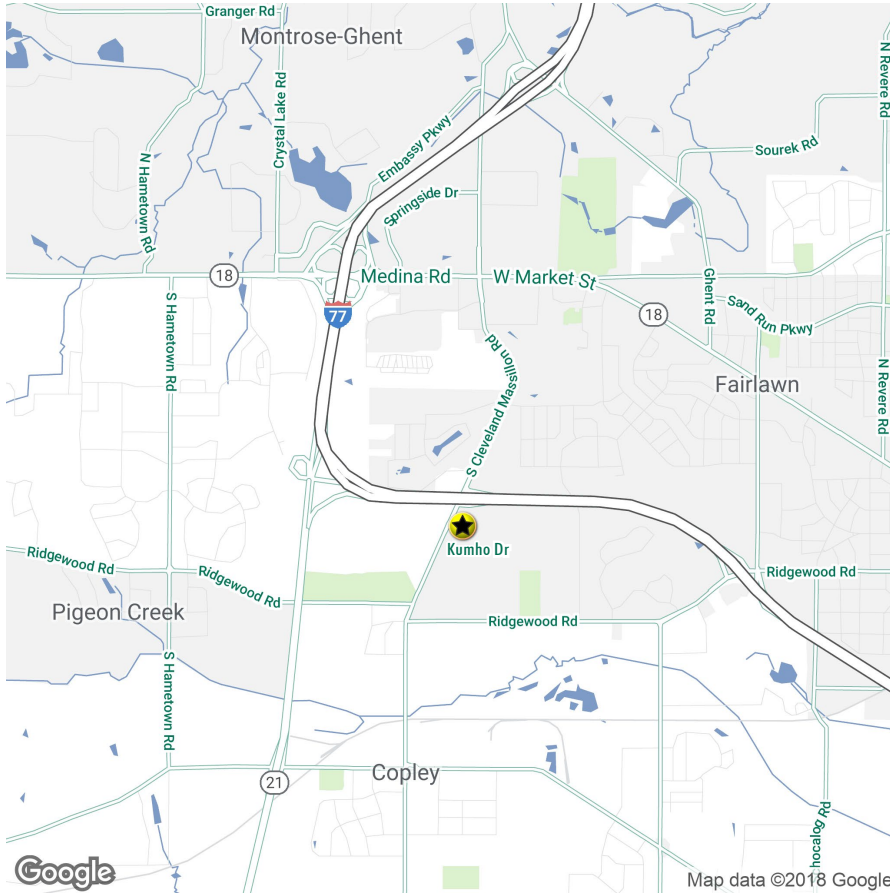 Granger Rd
Montrose-Ghent
N Revere Rd
Crystal Lake Rd
Embassy Pkwy
Sourek Rd
N Hametown Rd
Springside Dr
18
Medina Rd
W Market St
Ghent Rd
77
18
Sand Run Pkwy
S Hametown Rd
S Cleveland Massillon Rd
Fairlawn
N Revere Rd
Kumho Dr
Ridgewood Rd
Ridgewood Rd
Ridgewood Rd
Pigeon Creek
Ridgewood Rd
S Hametown Rd
Copley
21
hocalog Rd
Google
Map data ©2018 Google